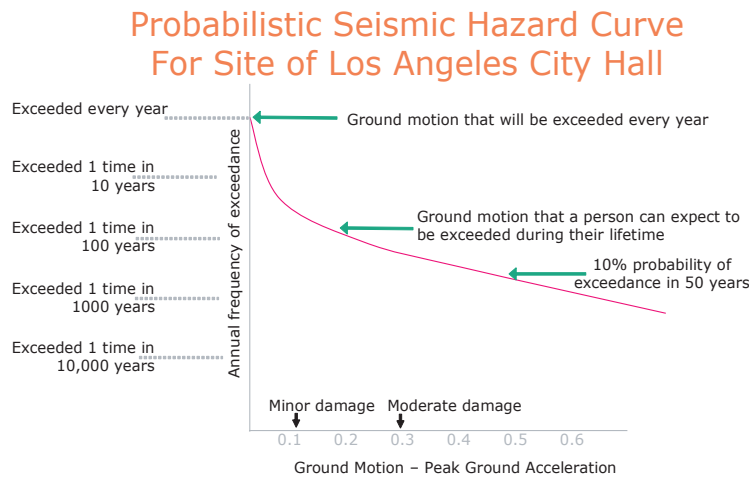 Probabilistic Seismic Hazard Curve
For Site of Los Angeles City Hall
Exceeded every year
Exceeded 1 time in
10 years
Exceeded 1 time in
100 years
Exceeded 1 time in
1000 years
Exceeded 1 time in
10,000 years
Annual frequency of exceedance
Ground motion that will be exceeded every year
Ground motion that a person can expect to
be exceeded during their lifetime
10% probability of
exceedance in 50 years
Minor damage
Moderate damage
0.1 0.2 0.3 0.4 0.5 0.6
Ground Motion – Peak Ground Acceleration